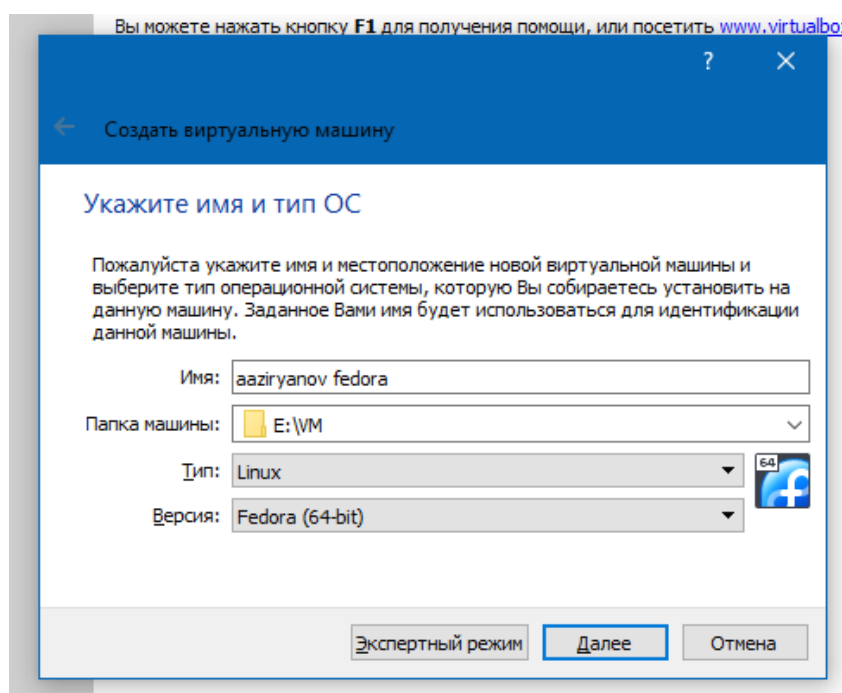 Вы можете нажать кнопку F1 для получения помощи, или посетить www.virtualbo
?
Создать виртуальную машину
Укажите имя и тип ОС
Пожалуйста укажите имя и местоположение новой виртуальной машины и
выберите тип операционной системы, которую Вы собираетесь установить на
данную машину. Заданное Вами имя будет использоваться для идентификации
данной машины.
Имя: aaziryanov fedora
Папка машины: E:\VM
Тип: Linux
64
Версия: Fedora (64-bit)
Экспертный режим Далее Отмена